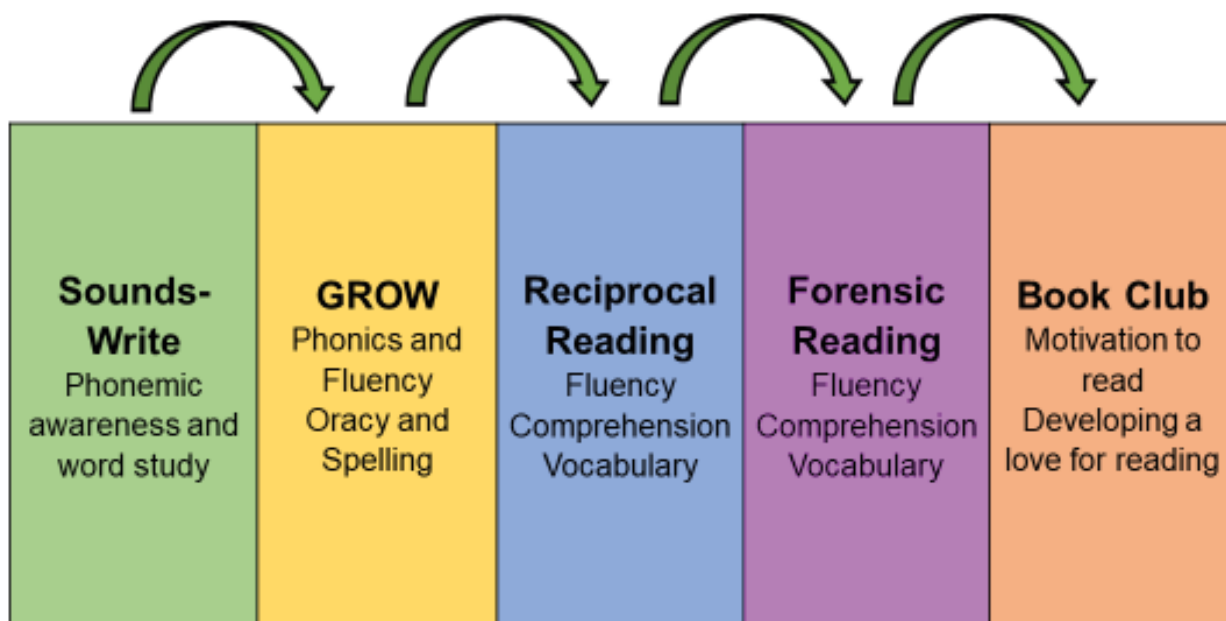 Sounds-
Write
Phonemic
awareness and
word study
GROW
Phonics and
Fluency
Oracy and
Spelling
Reciprocal
Reading
Fluency
Comprehension
Vocabulary
Forensic
Reading
Fluency
Comprehension
Vocabulary
Book Club
Motivation to
read
Developing a
love for reading